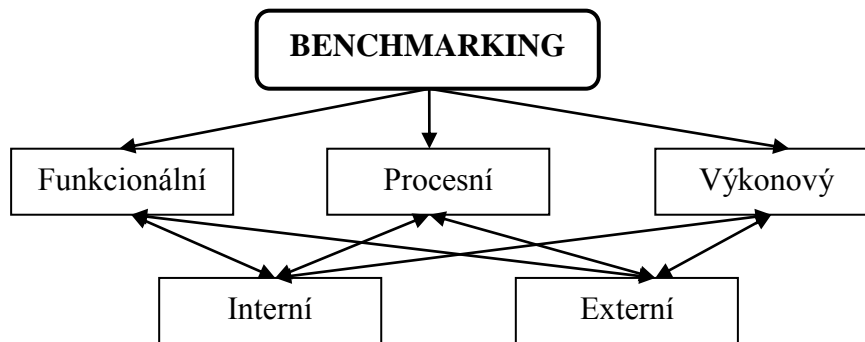 BENCHMARKING
Funkcionální
Procesní
Výkonový
Interní
Externí